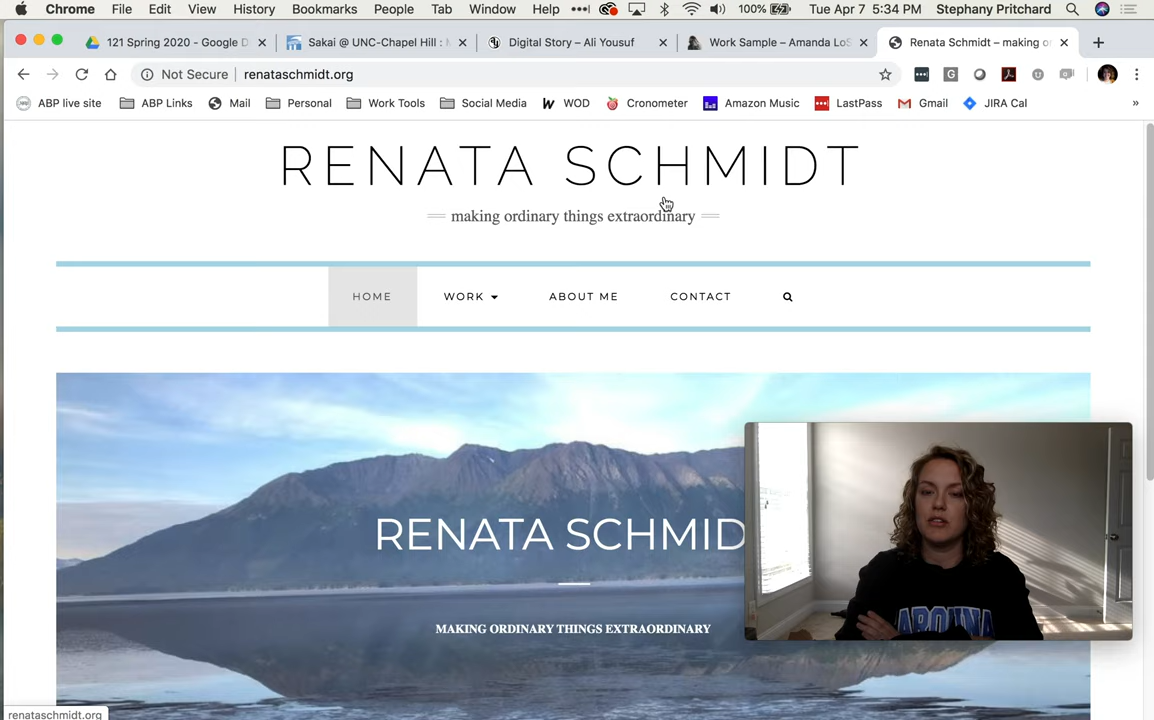 Chrome File Edit View History Bookmarks People Tab Window Help 100% Tue Apr 7 5:34 PM Stephany Pritchard
121 Spring 2020 - Google D Sakai @ UNC-Chapel Hill : Digital Story – Ali Yousuf Work Sample – Amanda LoS Renata Schmidt – making o
Not Secure renataschmidt.org
ABP live site ABP Links Mail Personal Work Tools Social Media WOD Cronometer Amazon Music LastPass Gmail JIRA Cal »
RENATA SCHMIDT
making ordinary things extraordinary
HOME WORK ABOUT ME CONTACT
RENATA SCHMID
MAKING ORDINARY THINGS EXTRAORDINARY
AROLINA
renataschmidt.org